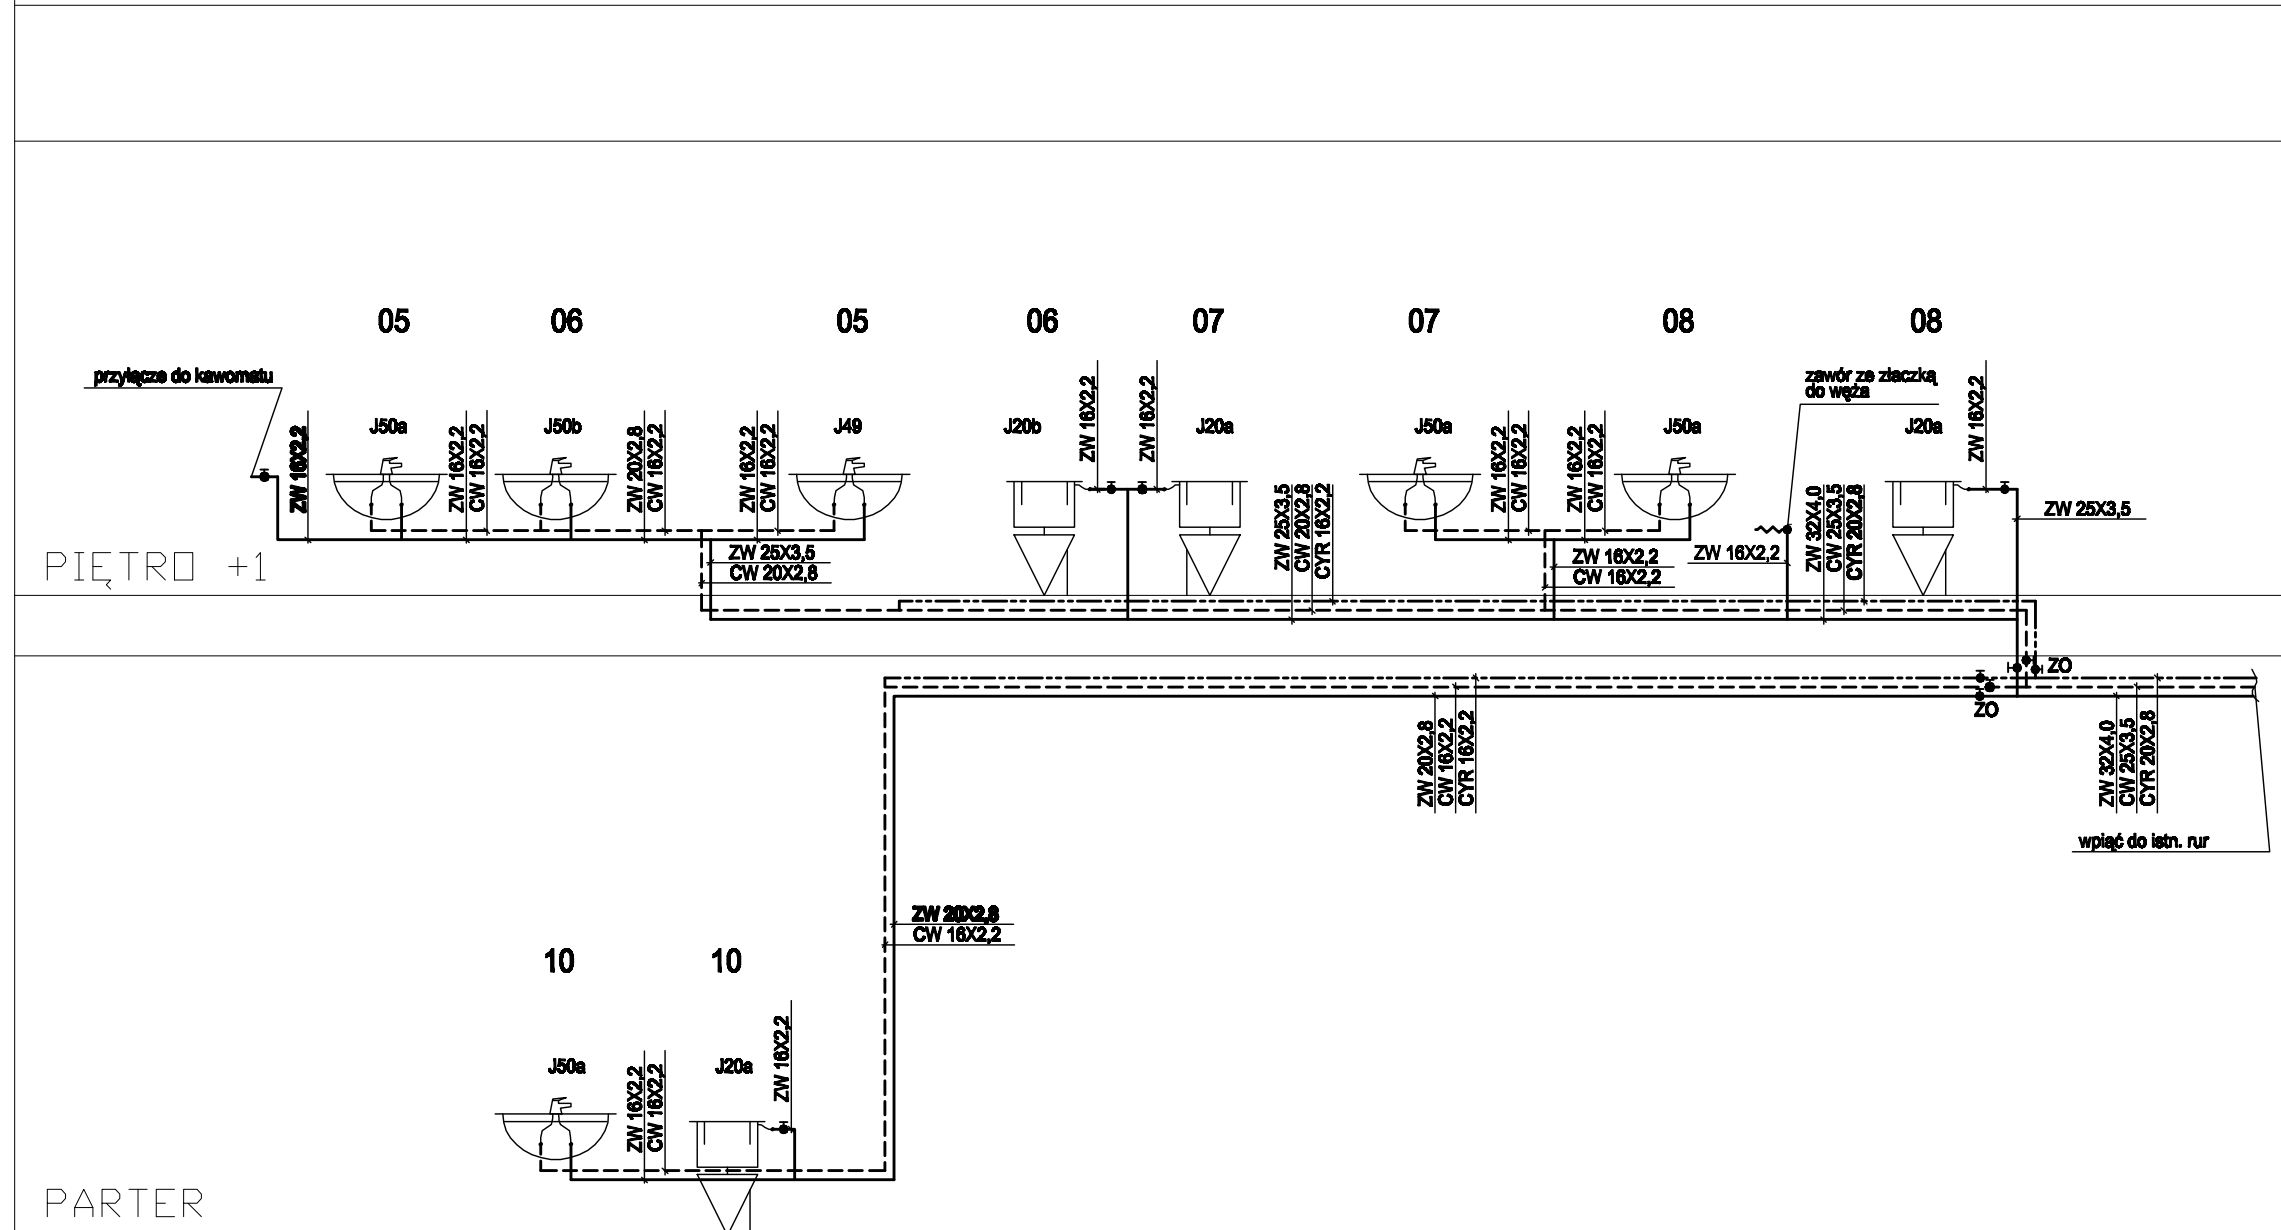 05
06
05
06
07
07
08
08
przyłącze do kawomatu
zawór ze złaczką
do węża
J50a
J50b
J49
J20b
J20a
J50a
J50a
J20a
ZW 16X2,2
ZW 16X2,2
CW 16X2,2
ZW 20X2,8
CW 16X2,2
ZW 16X2,2
CW 16X2,2
ZW 16X2,2
ZW 16X2,2
ZW 25X3,5
CW 20X2,8
CYR 16X2,2
ZW 16X2,2
CW 16X2,2
ZW 16X2,2
CW 16X2,2
ZW 32X4,0
CW 25X3,5
CYR 20X2,8
ZW 16X2,2
ZW 25X3,5
ZW 25X3,5
CW 20X2,8
ZW 16X2,2
CW 16X2,2
ZW 16X2,2
PIĘTRO +1
ZO
ZO
ZW 20X2,8
CW 16X2,2
CYR 16X2,2
ZW 32X4,0
CW 25X3,5
CYR 20X2,8
wpiąć do istn. rur
ZW 20X2,8
CW 16X2,2
10
10
J50a
J20a
ZW 16X2,2
CW 16X2,2
ZW 16X2,2
PARTER